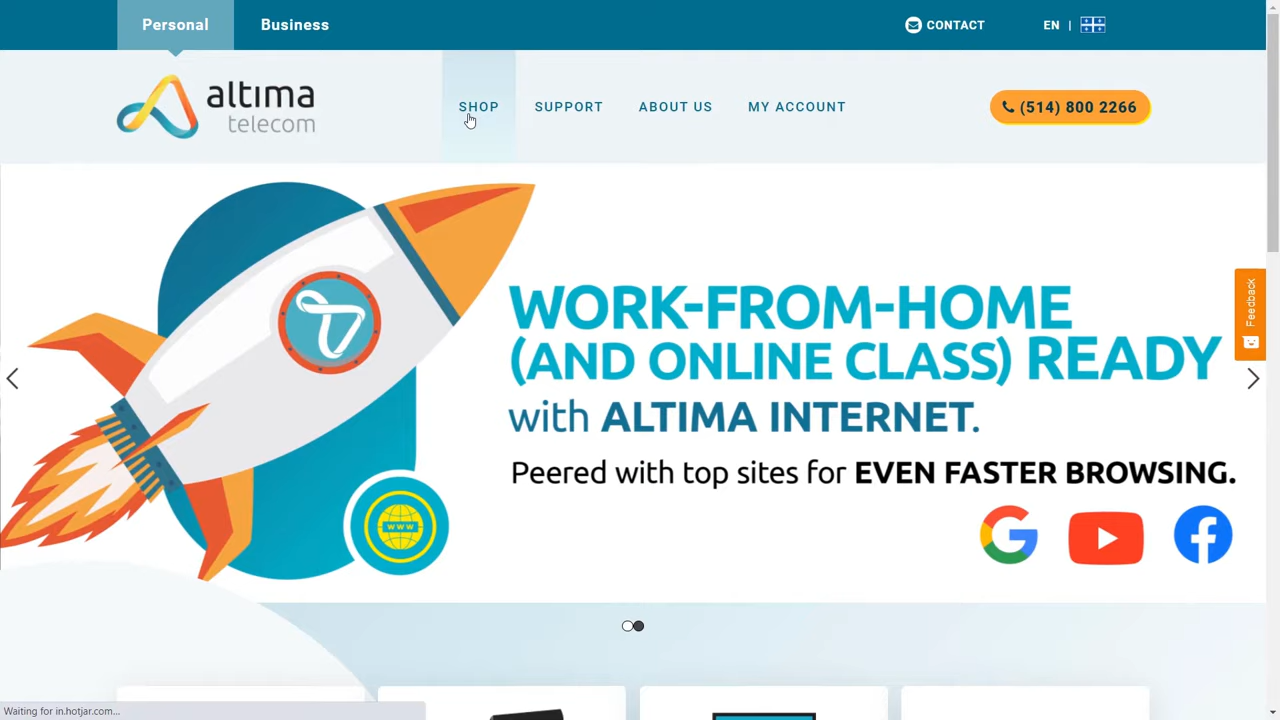 Personal
Business
CONTACT
EN |
altima
telecom
SHOP
SUPPORT
ABOUT US
MY ACCOUNT
(514) 800 2266
WORK-FROM-HOME
(AND ONLINE CLASS) READY
with ALTIMA INTERNET.
Peered with top sites for EVEN FASTER BROWSING.
www
Feedback
Waiting for in.hotjar.com...